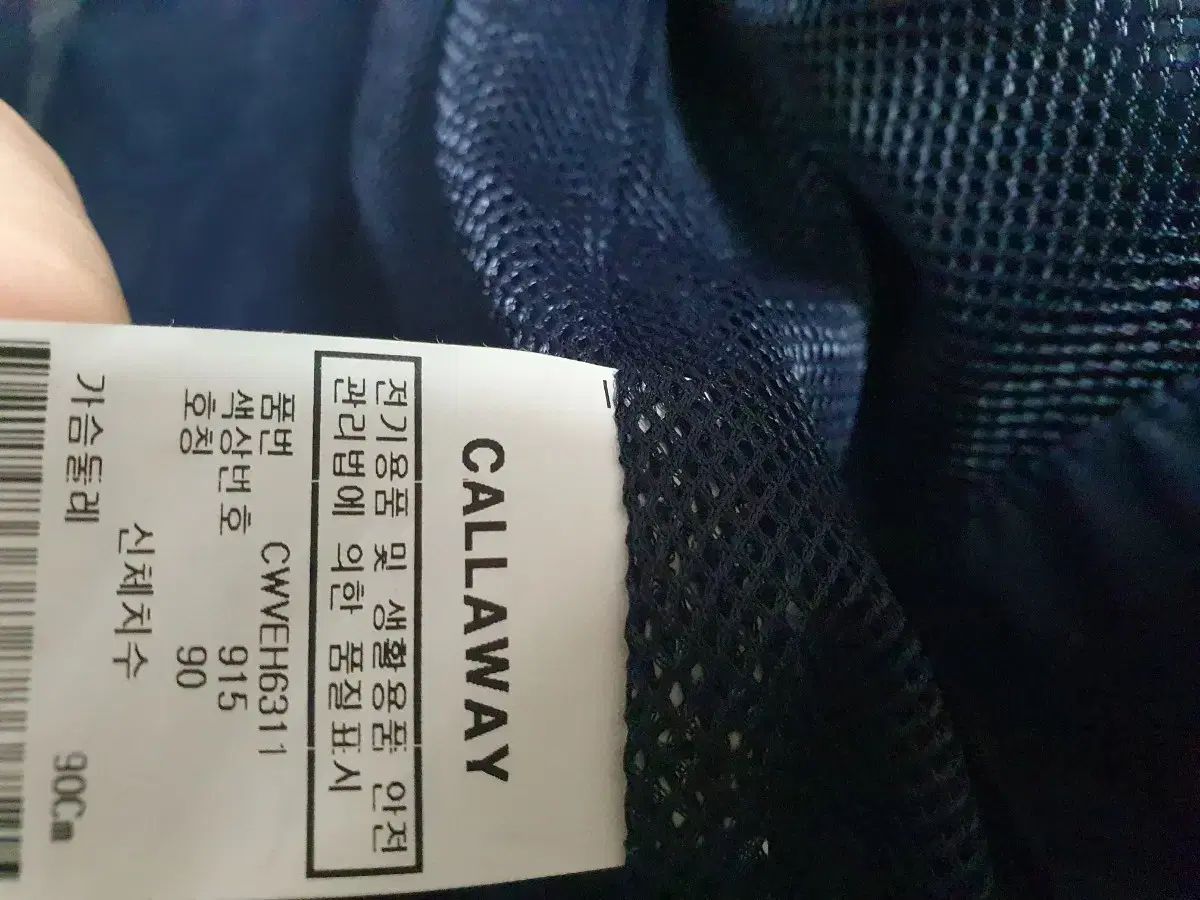 CALLAWAY
전기용품 및 생활용품 안전
관리법에 의한 품질표시
품번 CWVEH6311
색상번호 915
호칭 90
신체치수
가슴둘레 90Cm